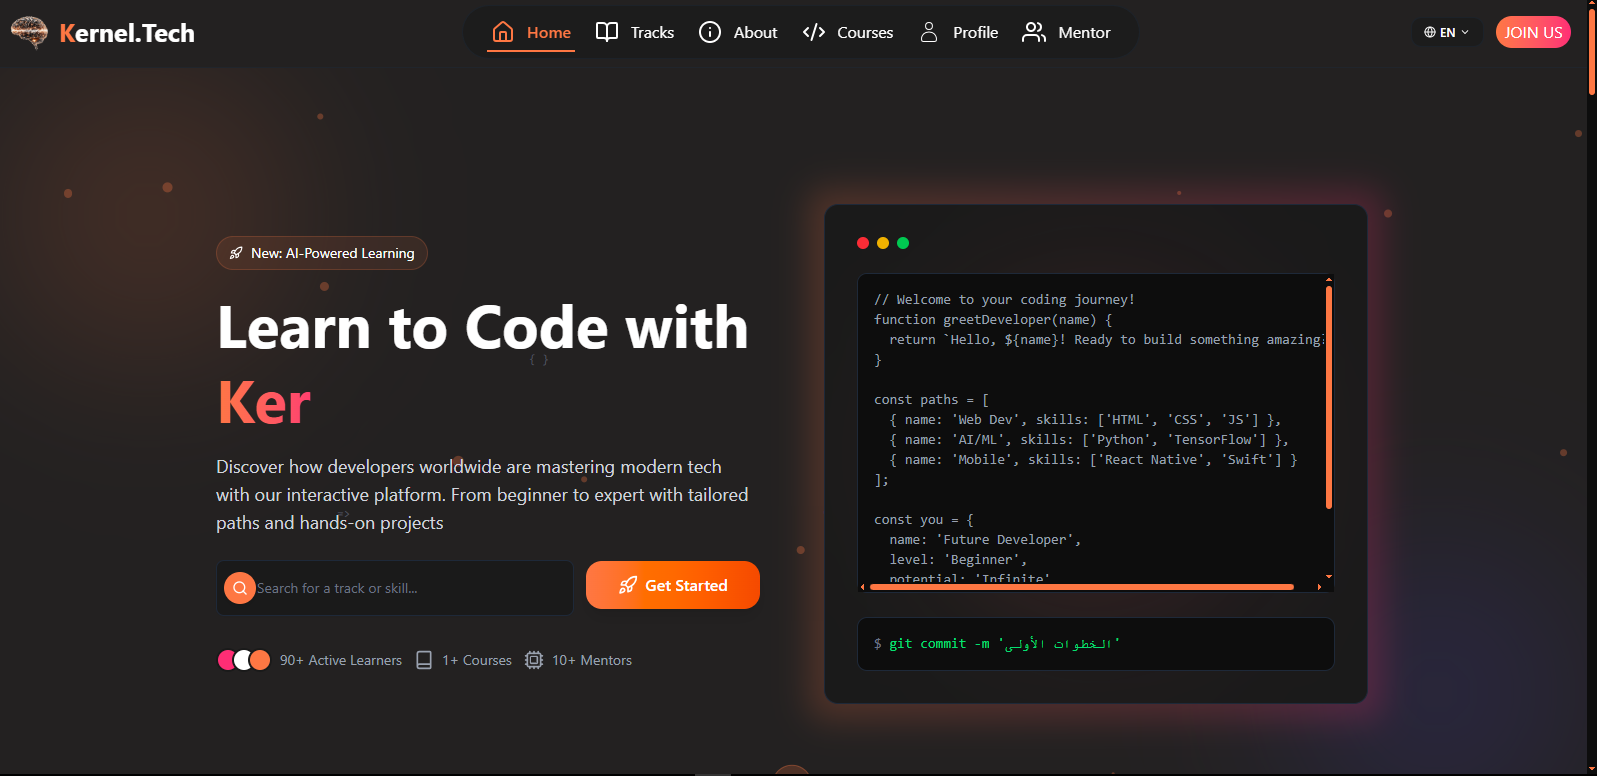 Kernel.Tech
Home
Tracks
About
Courses
Profile
Mentor
EN
JOIN US
New: AI-Powered Learning
Learn to Code with
Ker
{ }
Discover how developers worldwide are mastering modern tech
with our interactive platform. From beginner to expert with tailored
paths and hands-on projects
=>
Search for a track or skill...
Get Started
90+ Active Learners
1+ Courses
10+ Mentors
// Welcome to your coding journey!
function greetDeveloper(name) {
  return `Hello, ${name}! Ready to build something amazing
}
const paths = [
  { name: 'Web Dev', skills: ['HTML', 'CSS', 'JS'] },
  { name: 'AI/ML', skills: ['Python', 'TensorFlow'] },
  { name: 'Mobile', skills: ['React Native', 'Swift'] }
];
const you = {
  name: 'Future Developer',
  level: 'Beginner',
  potential: 'Infinite'
$ git commit -m 'الخطوات الأولى'